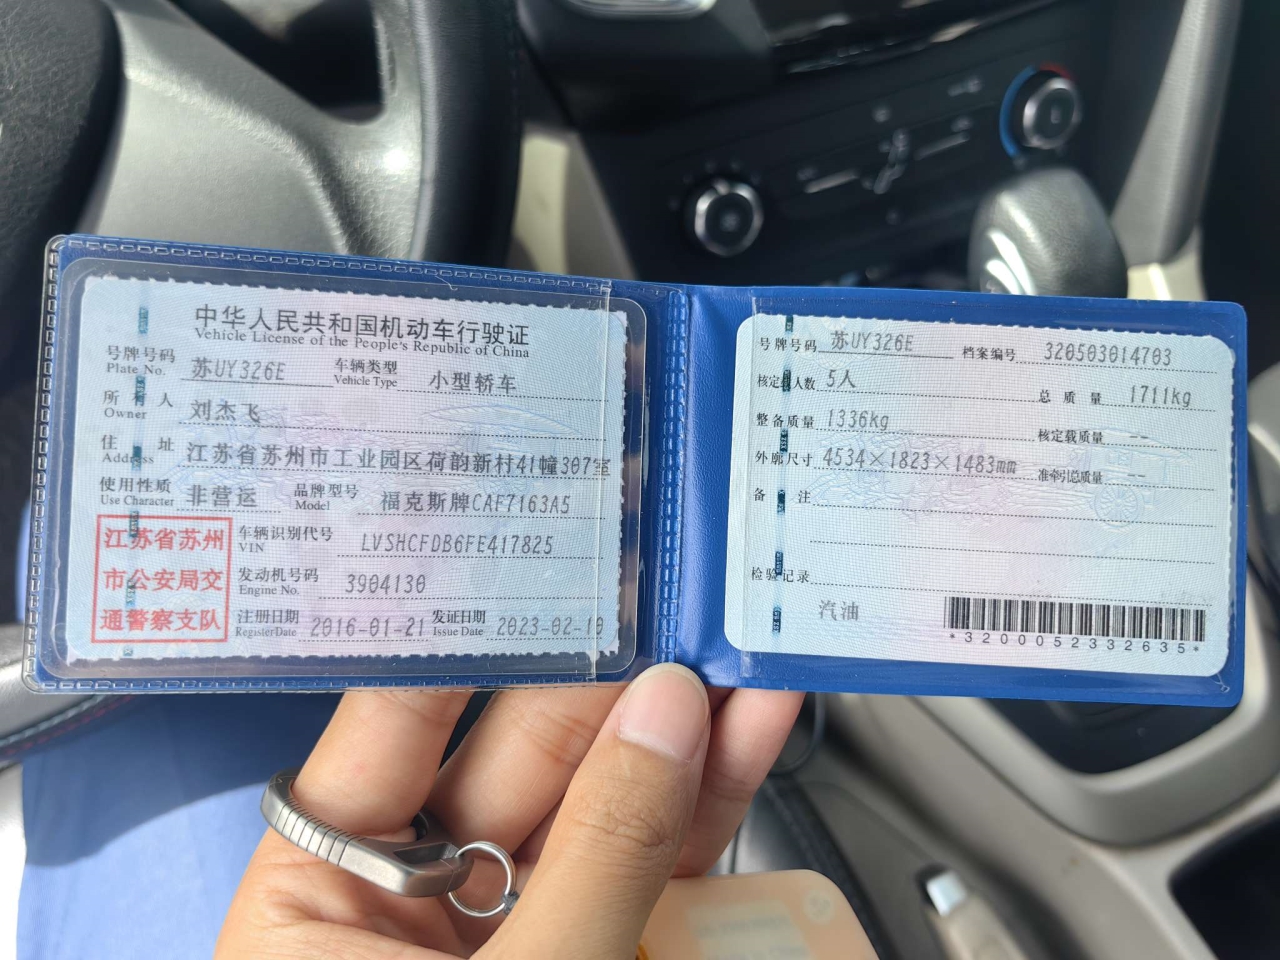 中华人民共和国机动车行驶证
Vehicle License of the People's Republic of China
号牌号码 Plate No. 苏UY326E 车辆类型 Vehicle Type 小型轿车
所有人 Owner 刘杰飞
住址 Address 江苏省苏州市工业园区荷韵新村41幢307室
使用性质 Use Character 非营运 品牌型号 Model 福克斯牌CAF7163A5
江苏省苏州
市公安局交
通警察支队
车辆识别代号 VIN LVSHCFDB6FE417825
发动机号码 Engine No. 3904130
注册日期 Register Date 2016-01-21 发证日期 Issue Date 2023-02-10
号牌号码 苏UY326E 档案编号 320503014703
核定载人数 5人 总质量 1711kg
整备质量 1336kg 核定载质量 --
外廓尺寸 4534×1823×1483mm 准牵引总质量 --
备注
检验记录
汽油
*3200052332635*